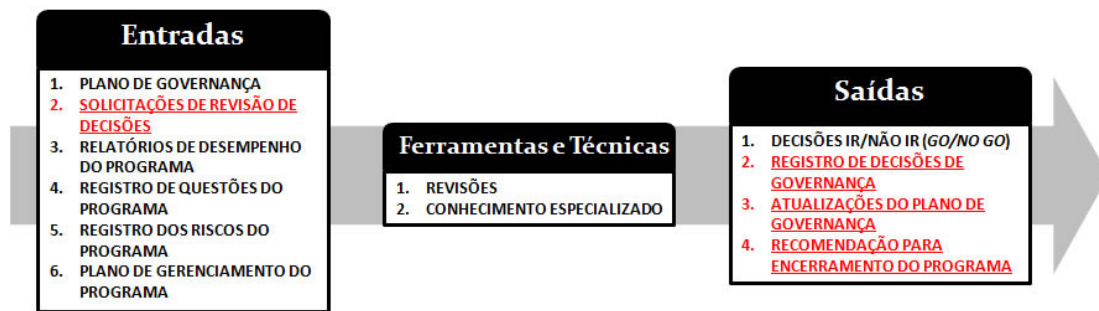 Entradas
1. PLANO DE GOVERNANÇA
2. SOLICITAÇÕES DE REVISÃO DE
DECISÕES
3. RELATÓRIOS DE DESEMPENHO
DO PROGRAMA
4. REGISTRO DE QUESTÕES DO
PROGRAMA
5. REGISTRO DOS RISCOS DO
PROGRAMA
6. PLANO DE GERENCIAMENTO DO
PROGRAMA
Ferramentas e Técnicas
1. REVISÕES
2. CONHECIMENTO ESPECIALIZADO
Saídas
1. DECISÕES IR/NÃO IR (GO/NO GO)
2. REGISTRO DE DECISÕES DE
GOVERNANÇA
3. ATUALIZAÇÕES DO PLANO DE
GOVERNANÇA
4. RECOMENDAÇÃO PARA
ENCERRAMENTO DO PROGRAMA